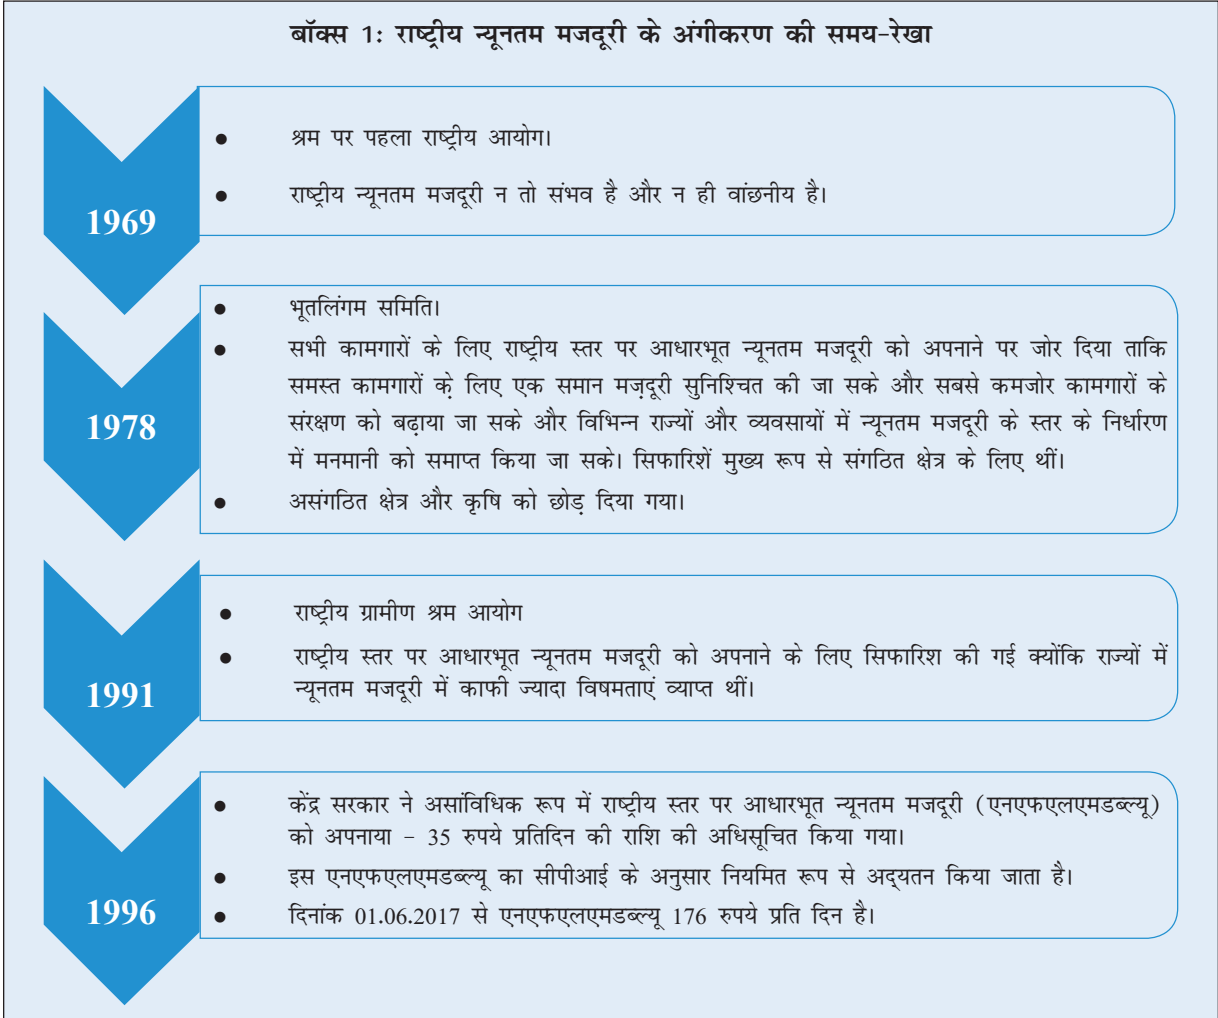 बॉक्स 1: राष्ट्रीय न्यूनतम मजदूरी के अंगीकरण की समय-रेखा
1969
● श्रम पर पहला राष्ट्रीय आयोग।
● राष्ट्रीय न्यूनतम मजदूरी न तो संभव है और न ही वांछनीय है।
1978
● भूतलिंगम समिति।
● सभी कामगारों के लिए राष्ट्रीय स्तर पर आधारभूत न्यूनतम मजदूरी को अपनाने पर जोर दिया ताकि
समस्त कामगारों के़ लिए एक समान मज़दूरी सुनिश्चित की जा सके और सबसे कमजोर कामगारों के
संरक्षण को बढ़ाया जा सके और विभिन्न राज्यों और व्यवसायों में न्यूनतम मजदूरी के स्तर के निर्धारण
में मनमानी को समाप्त किया जा सके। सिफारिशें मुख्य रूप से संगठित क्षेत्र के लिए थीं।
● असंगठित क्षेत्र और कृषि को छोड़ दिया गया।
1991
● राष्ट्रीय ग्रामीण श्रम आयोग
● राष्ट्रीय स्तर पर आधारभूत न्यूनतम मजदूरी को अपनाने के लिए सिफारिश की गई क्योंकि राज्यों में
न्यूनतम मजदूरी में काफी ज्यादा विषमताएं व्याप्त थीं।
1996
● केंद्र सरकार ने असांविधिक रूप में राष्ट्रीय स्तर पर आधारभूत न्यूनतम मजदूरी (एनएफएलएमडब्ल्यू)
को अपनाया - 35 रुपये प्रतिदिन की राशि की अधिसूचित किया गया।
● इस एनएफएलएमडब्ल्यू का सीपीआई के अनुसार नियमित रूप से अद्यतन किया जाता है।
● दिनांक 01.06.2017 से एनएफएलएमडब्ल्यू 176 रुपये प्रति दिन है।